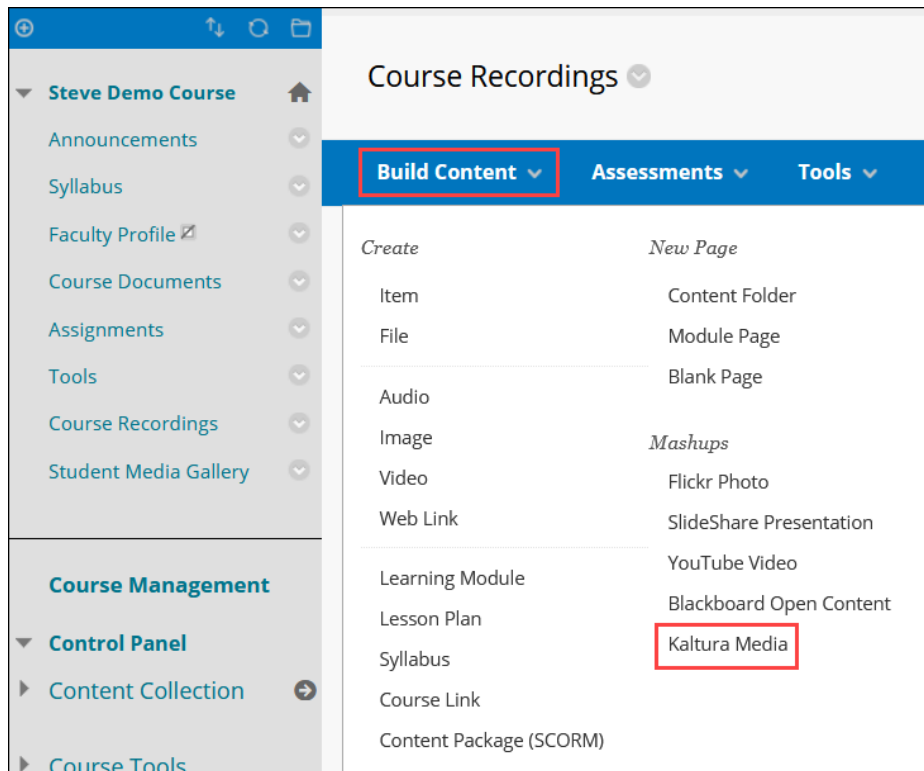 Steve Demo Course
Announcements
Syllabus
Faculty Profile
Course Documents
Assignments
Tools
Course Recordings
Student Media Gallery
Course Management
Control Panel
Content Collection
Course Tools
Course Recordings
Build Content
Assessments
Tools
Create
Item
File
Audio
Image
Video
Web Link
Learning Module
Lesson Plan
Syllabus
Course Link
Content Package (SCORM)
New Page
Content Folder
Module Page
Blank Page
Mashups
Flickr Photo
SlideShare Presentation
YouTube Video
Blackboard Open Content
Kaltura Media